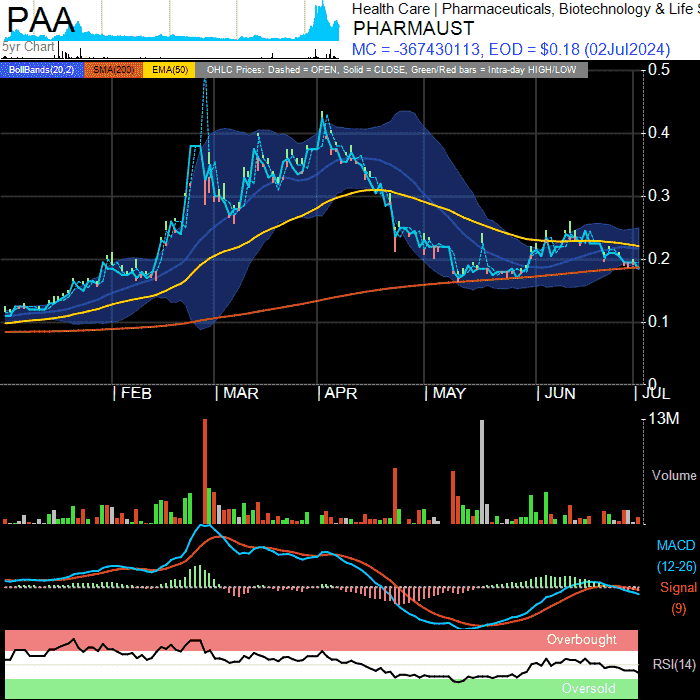 PAA
5yr Chart
Health Care | Pharmaceuticals, Biotechnology & Life S
PHARMAUST
MC = -367430113, EOD = $0.18 (02Jul2024)
BollBands(20,2) SMA(200) EMA(50) OHLC Prices: Dashed = OPEN, Solid = CLOSE, Green/Red bars = Intra-day HIGH/LOW
0.5
0.4
0.3
0.2
0.1
0
| FEB | MAR | APR | MAY | JUN | JUL
13M
Volume
MACD
(12-26)
Signal
(9)
Overbought
RSI(14)
Oversold